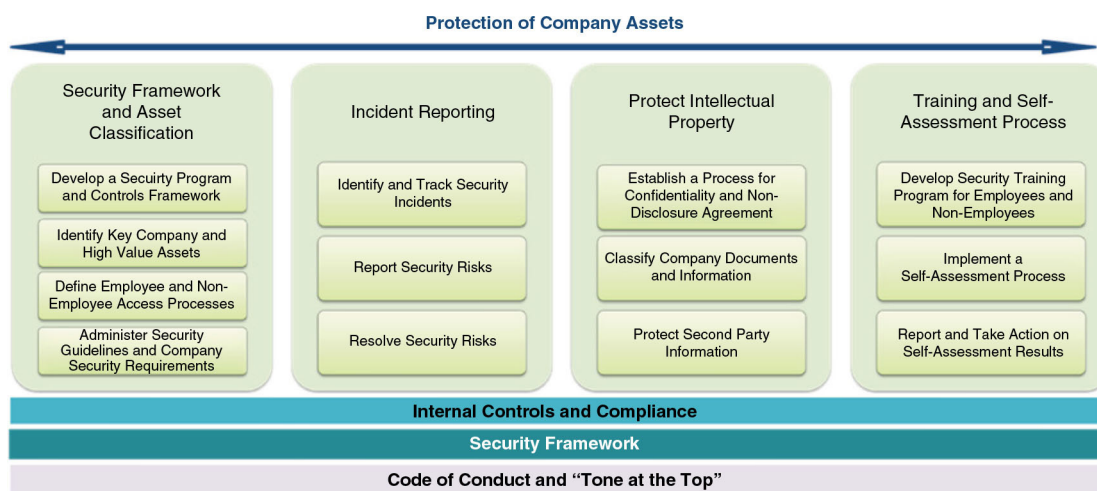 Protection of Company Assets
Security Framework
and Asset
Classification
Develop a Secuirty Program
and Controls Framework
Identify Key Company and
High Value Assets
Define Employee and Non-
Employee Access Processes
Administer Security
Guidelines and Company
Security Requirements
Incident Reporting
Identify and Track Security
Incidents
Report Security Risks
Resolve Security Risks
Protect Intellectual
Property
Establish a Process for
Confidentiality and Non-
Disclosure Agreement
Classify Company Documents
and Information
Protect Second Party
Information
Training and Self-
Assessment Process
Develop Security Training
Program for Employees and
Non-Employees
Implement a
Self-Assessment Process
Report and Take Action on
Self-Assessment Results
Internal Controls and Compliance
Security Framework
Code of Conduct and “Tone at the Top”